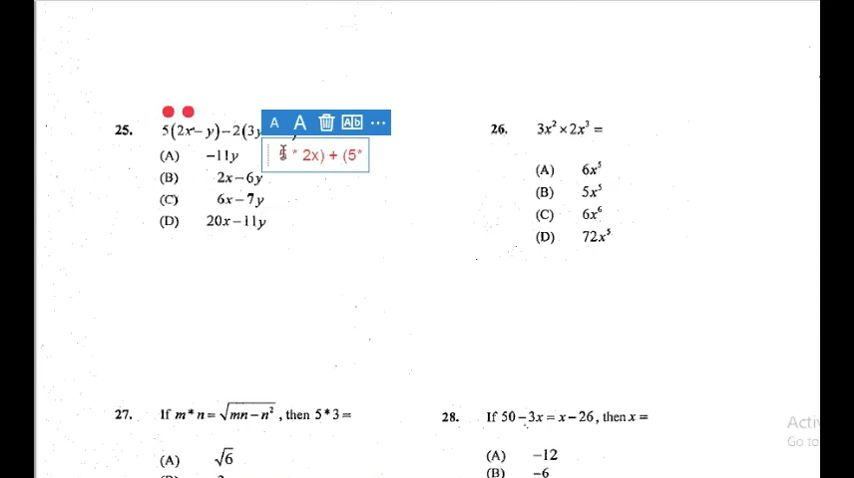 25. 5(2x − y) − 2(3y
5 * 2x) + (5*
(A) −11y
(B) 2x − 6y
(C) 6x − 7y
(D) 20x − 11y
26. 3x² × 2x³ =
(A) 6x⁵
(B) 5x⁵
(C) 6x⁶
(D) 72x⁵
27. If m * n = √(mn − n²), then 5 * 3 =
(A) √6
28. If 50 − 3x = x − 26, then x =
(A) −12
(B) −6
Go to